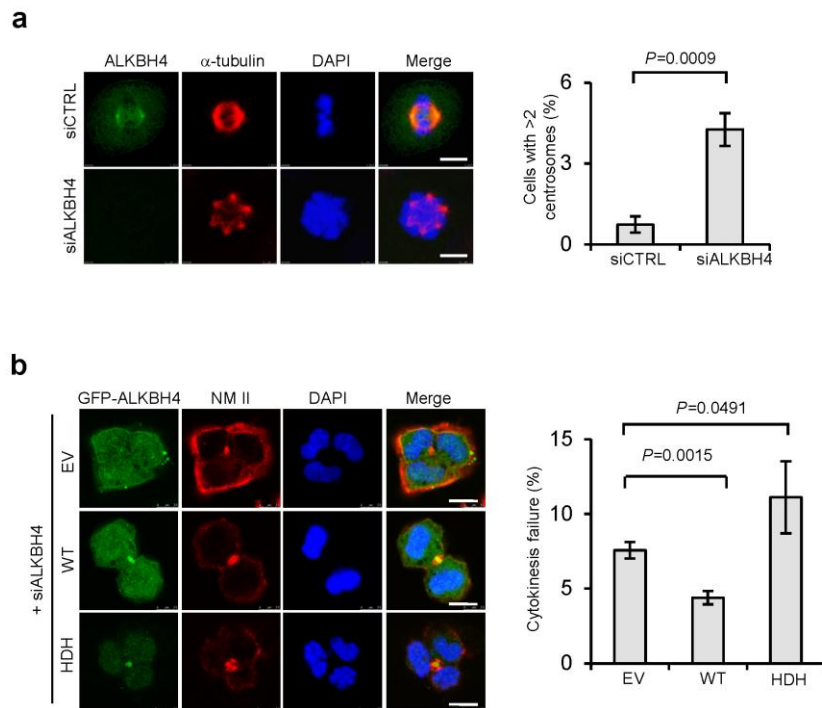 a
ALKBH4 α-tubulin DAPI Merge
siCTRL
siALKBH4
P=0.0009
Cells with >2
centrosomes (%)
6
3
0
siCTRL siALKBH4
b
GFP-ALKBH4 NM II DAPI Merge
+ siALKBH4
EV
WT
HDH
P=0.0491
P=0.0015
Cytokinesis failure (%)
15
10
5
0
EV WT HDH